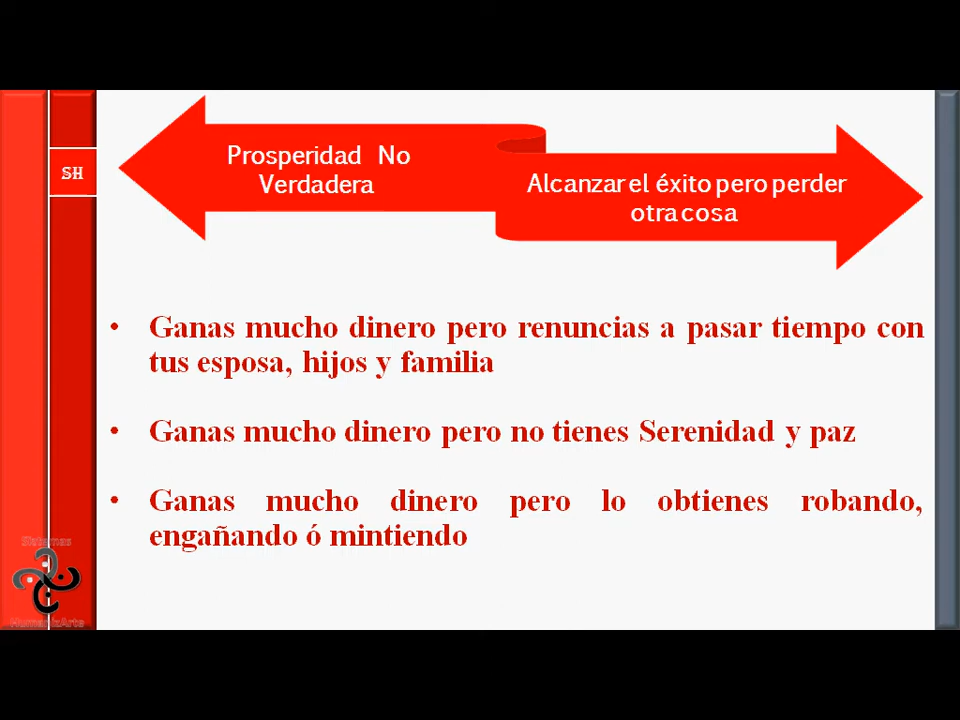 Prosperidad No
Verdadera
Alcanzar el éxito pero perder
otra cosa
SH
• Ganas mucho dinero pero renuncias a pasar tiempo con
tus esposa, hijos y familia
• Ganas mucho dinero pero no tienes Serenidad y paz
• Ganas mucho dinero pero lo obtienes robando,
engañando ó mintiendo
Sistemas
HumanizArte